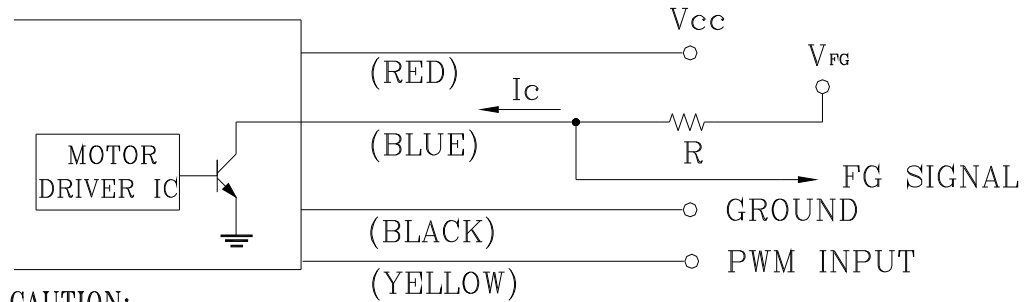 Vcc
VFG
(RED)
Ic
(BLUE)
R
MOTOR
DRIVER IC
FG SIGNAL
GROUND
(BLACK)
PWM INPUT
(YELLOW)
CAUTION: